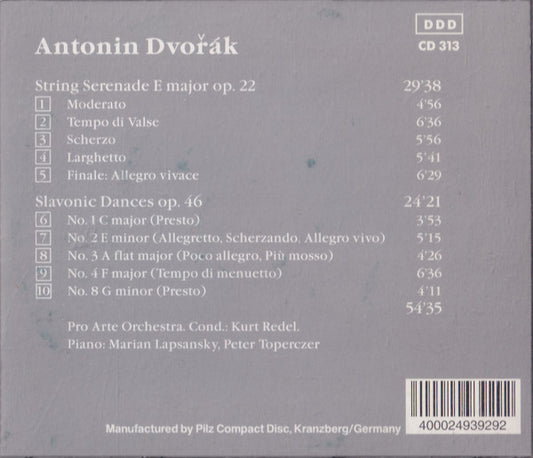 DDD
Antonin Dvořák CD 313
String Serenade E major op. 22 29'38
1 Moderato 4'56
2 Tempo di Valse 6'36
3 Scherzo 5'56
4 Larghetto 5'41
5 Finale: Allegro vivace 6'29
Slavonic Dances op. 46 24'21
6 No. 1 C major (Presto) 3'53
7 No. 2 E minor (Allegretto, Scherzando, Allegro vivo) 5'15
8 No. 3 A flat major (Poco allegro, Più mosso) 4'26
9 No. 4 F major (Tempo di menuetto) 6'36
10 No. 8 G minor (Presto) 4'11
54'35
Pro Arte Orchestra. Cond.: Kurt Redel.
Piano: Marian Lapsansky, Peter Toperczer
Manufactured by Pilz Compact Disc, Kranzberg/Germany
400024939292